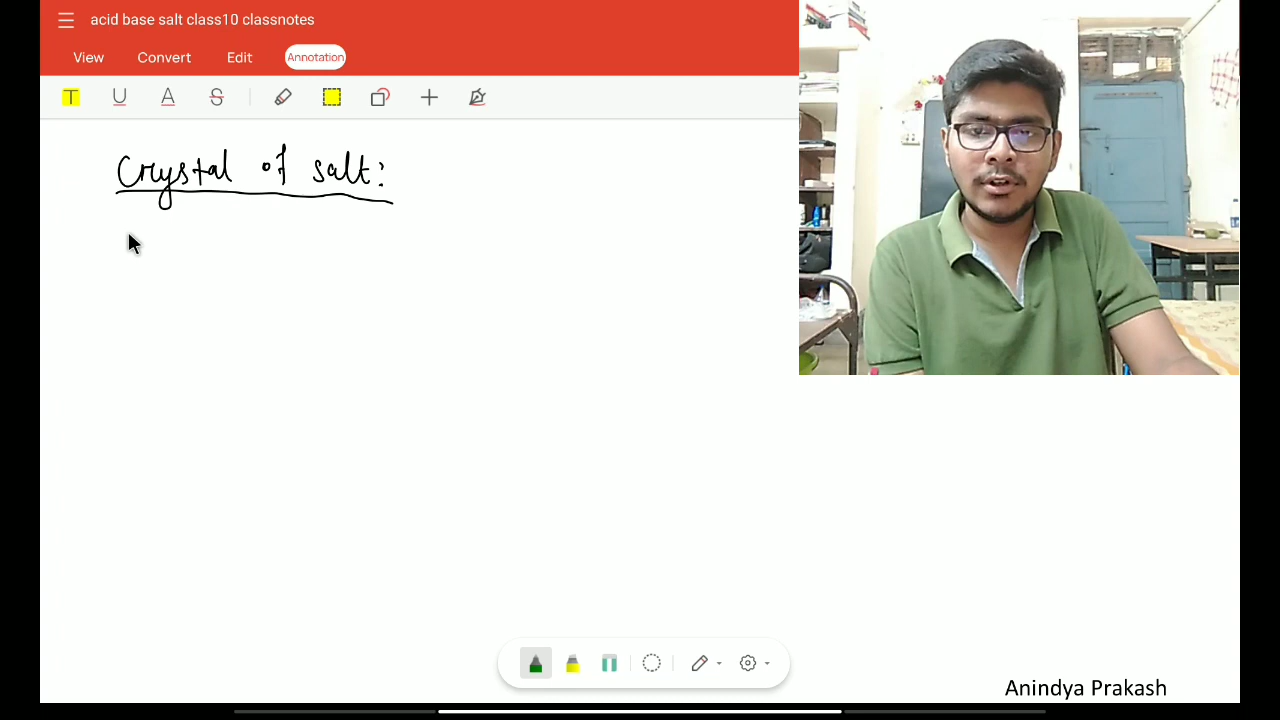 acid base salt class10 classnotes
View Convert Edit Annotation
T U A S
Crystal of salt:
Anindya Prakash